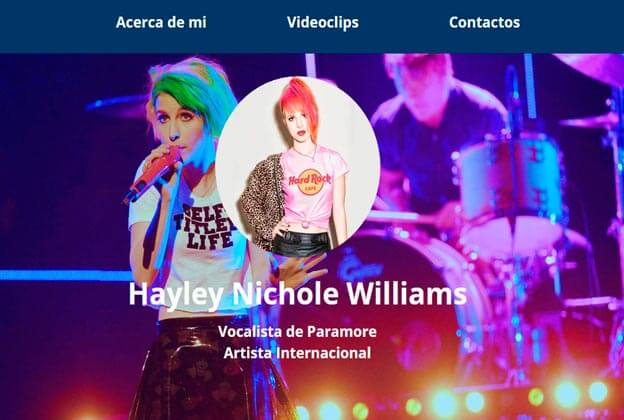 Acerca de mi
Videoclips
Contactos
Hard Rock
CAFE
SELF
TITLED
LIFE
Hayley Nichole Williams
Vocalista de Paramore
Artista Internacional